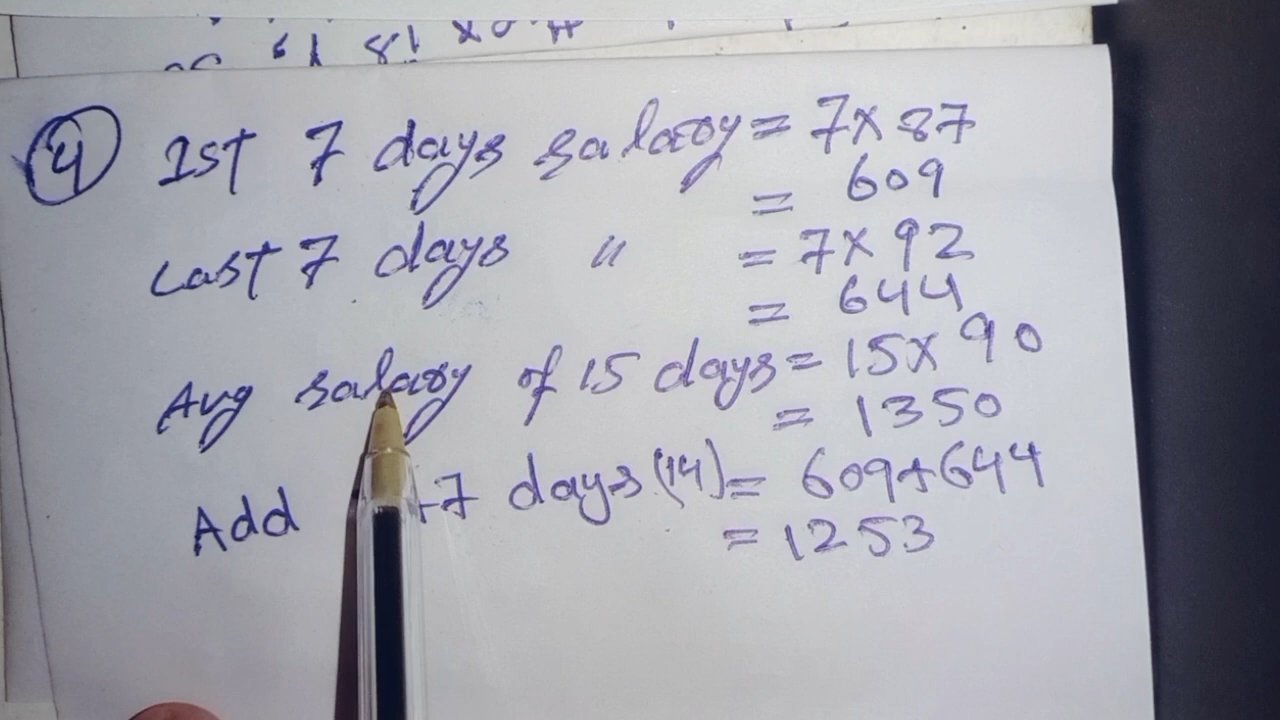 4 1st 7 days salary = 7x87
= 609
Last 7 days " = 7x92
= 644
Avg salary of 15 days = 15x90
= 1350
Add +7 days (14) = 609+644
= 1253